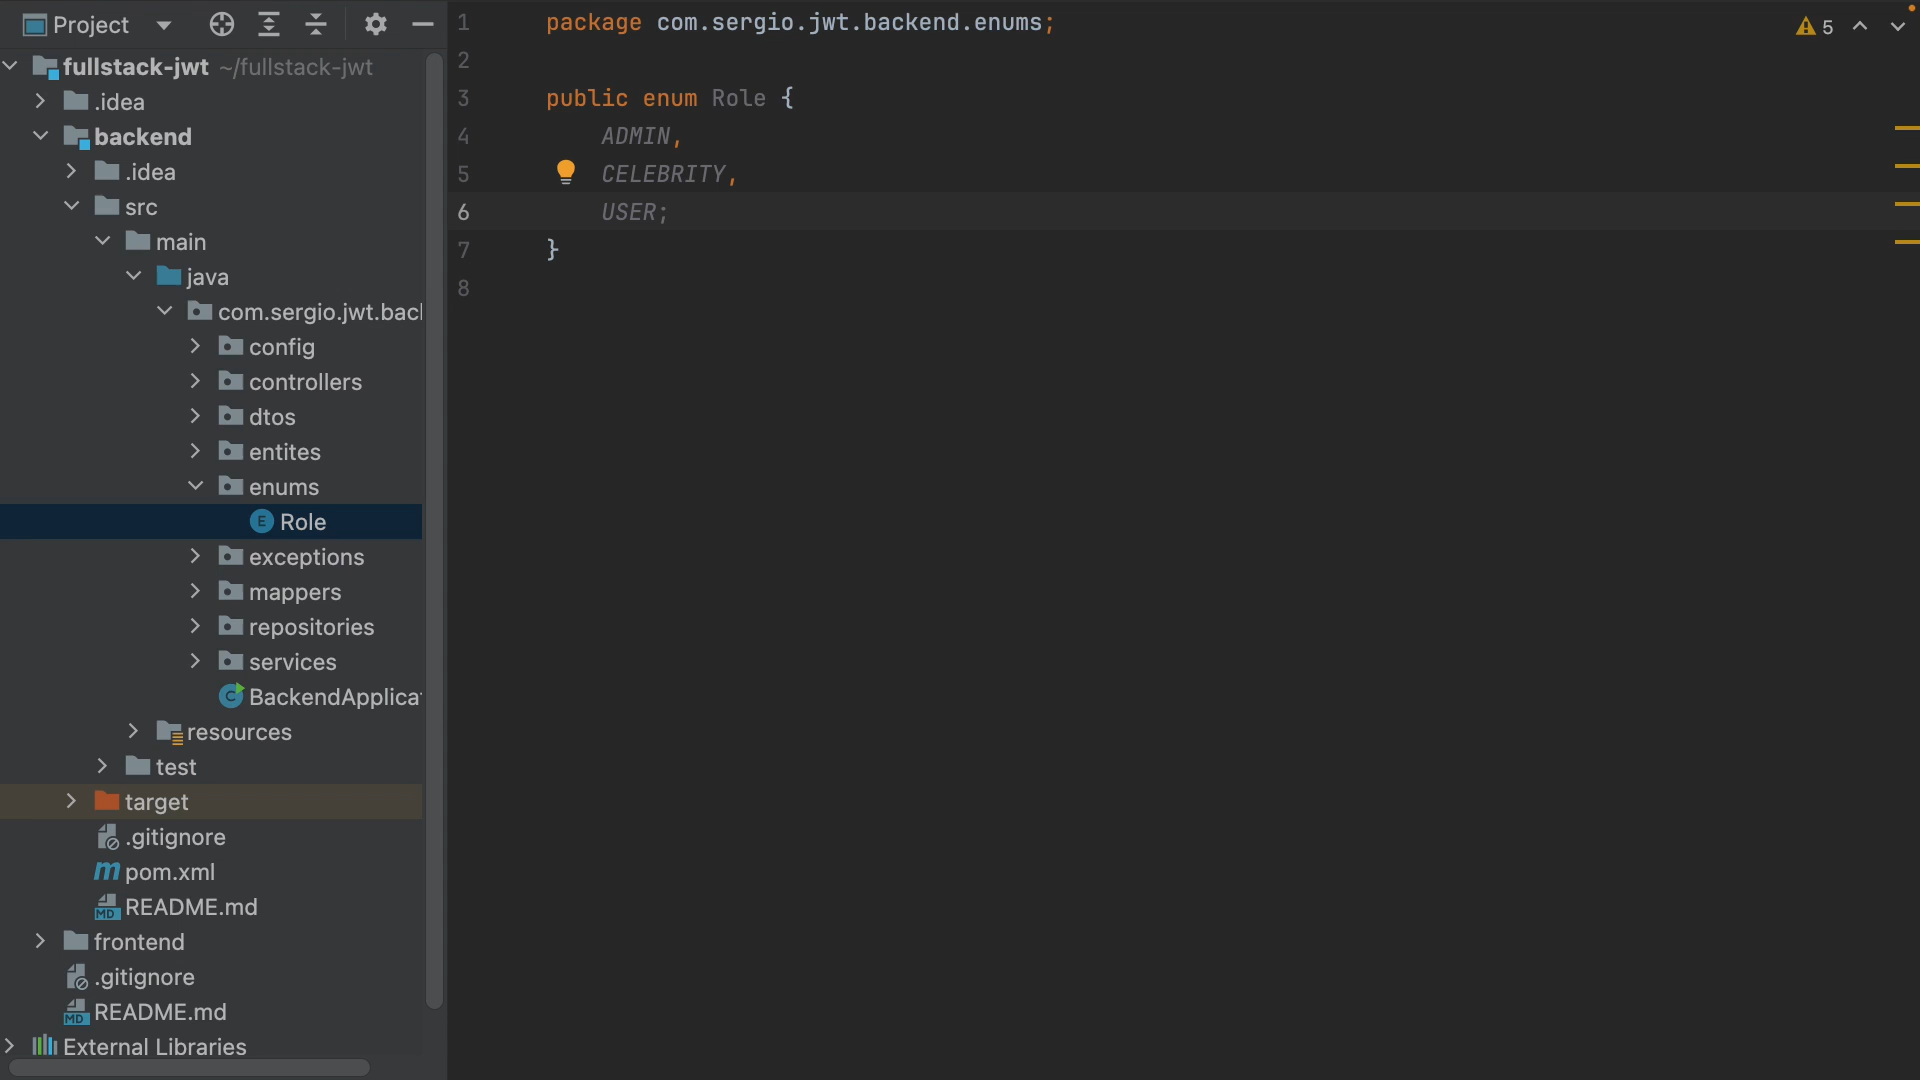 Project
fullstack-jwt ~/fullstack-jwt
.idea
backend
.idea
src
main
java
com.sergio.jwt.bac
config
controllers
dtos
entites
enums
E Role
exceptions
mappers
repositories
services
C BackendApplica
resources
test
target
.gitignore
m pom.xml
MD README.md
frontend
.gitignore
MD README.md
External Libraries
1 package com.sergio.jwt.backend.enums;
2
3 public enum Role {
4 ADMIN,
5 CELEBRITY,
6 USER;
7 }
8
5